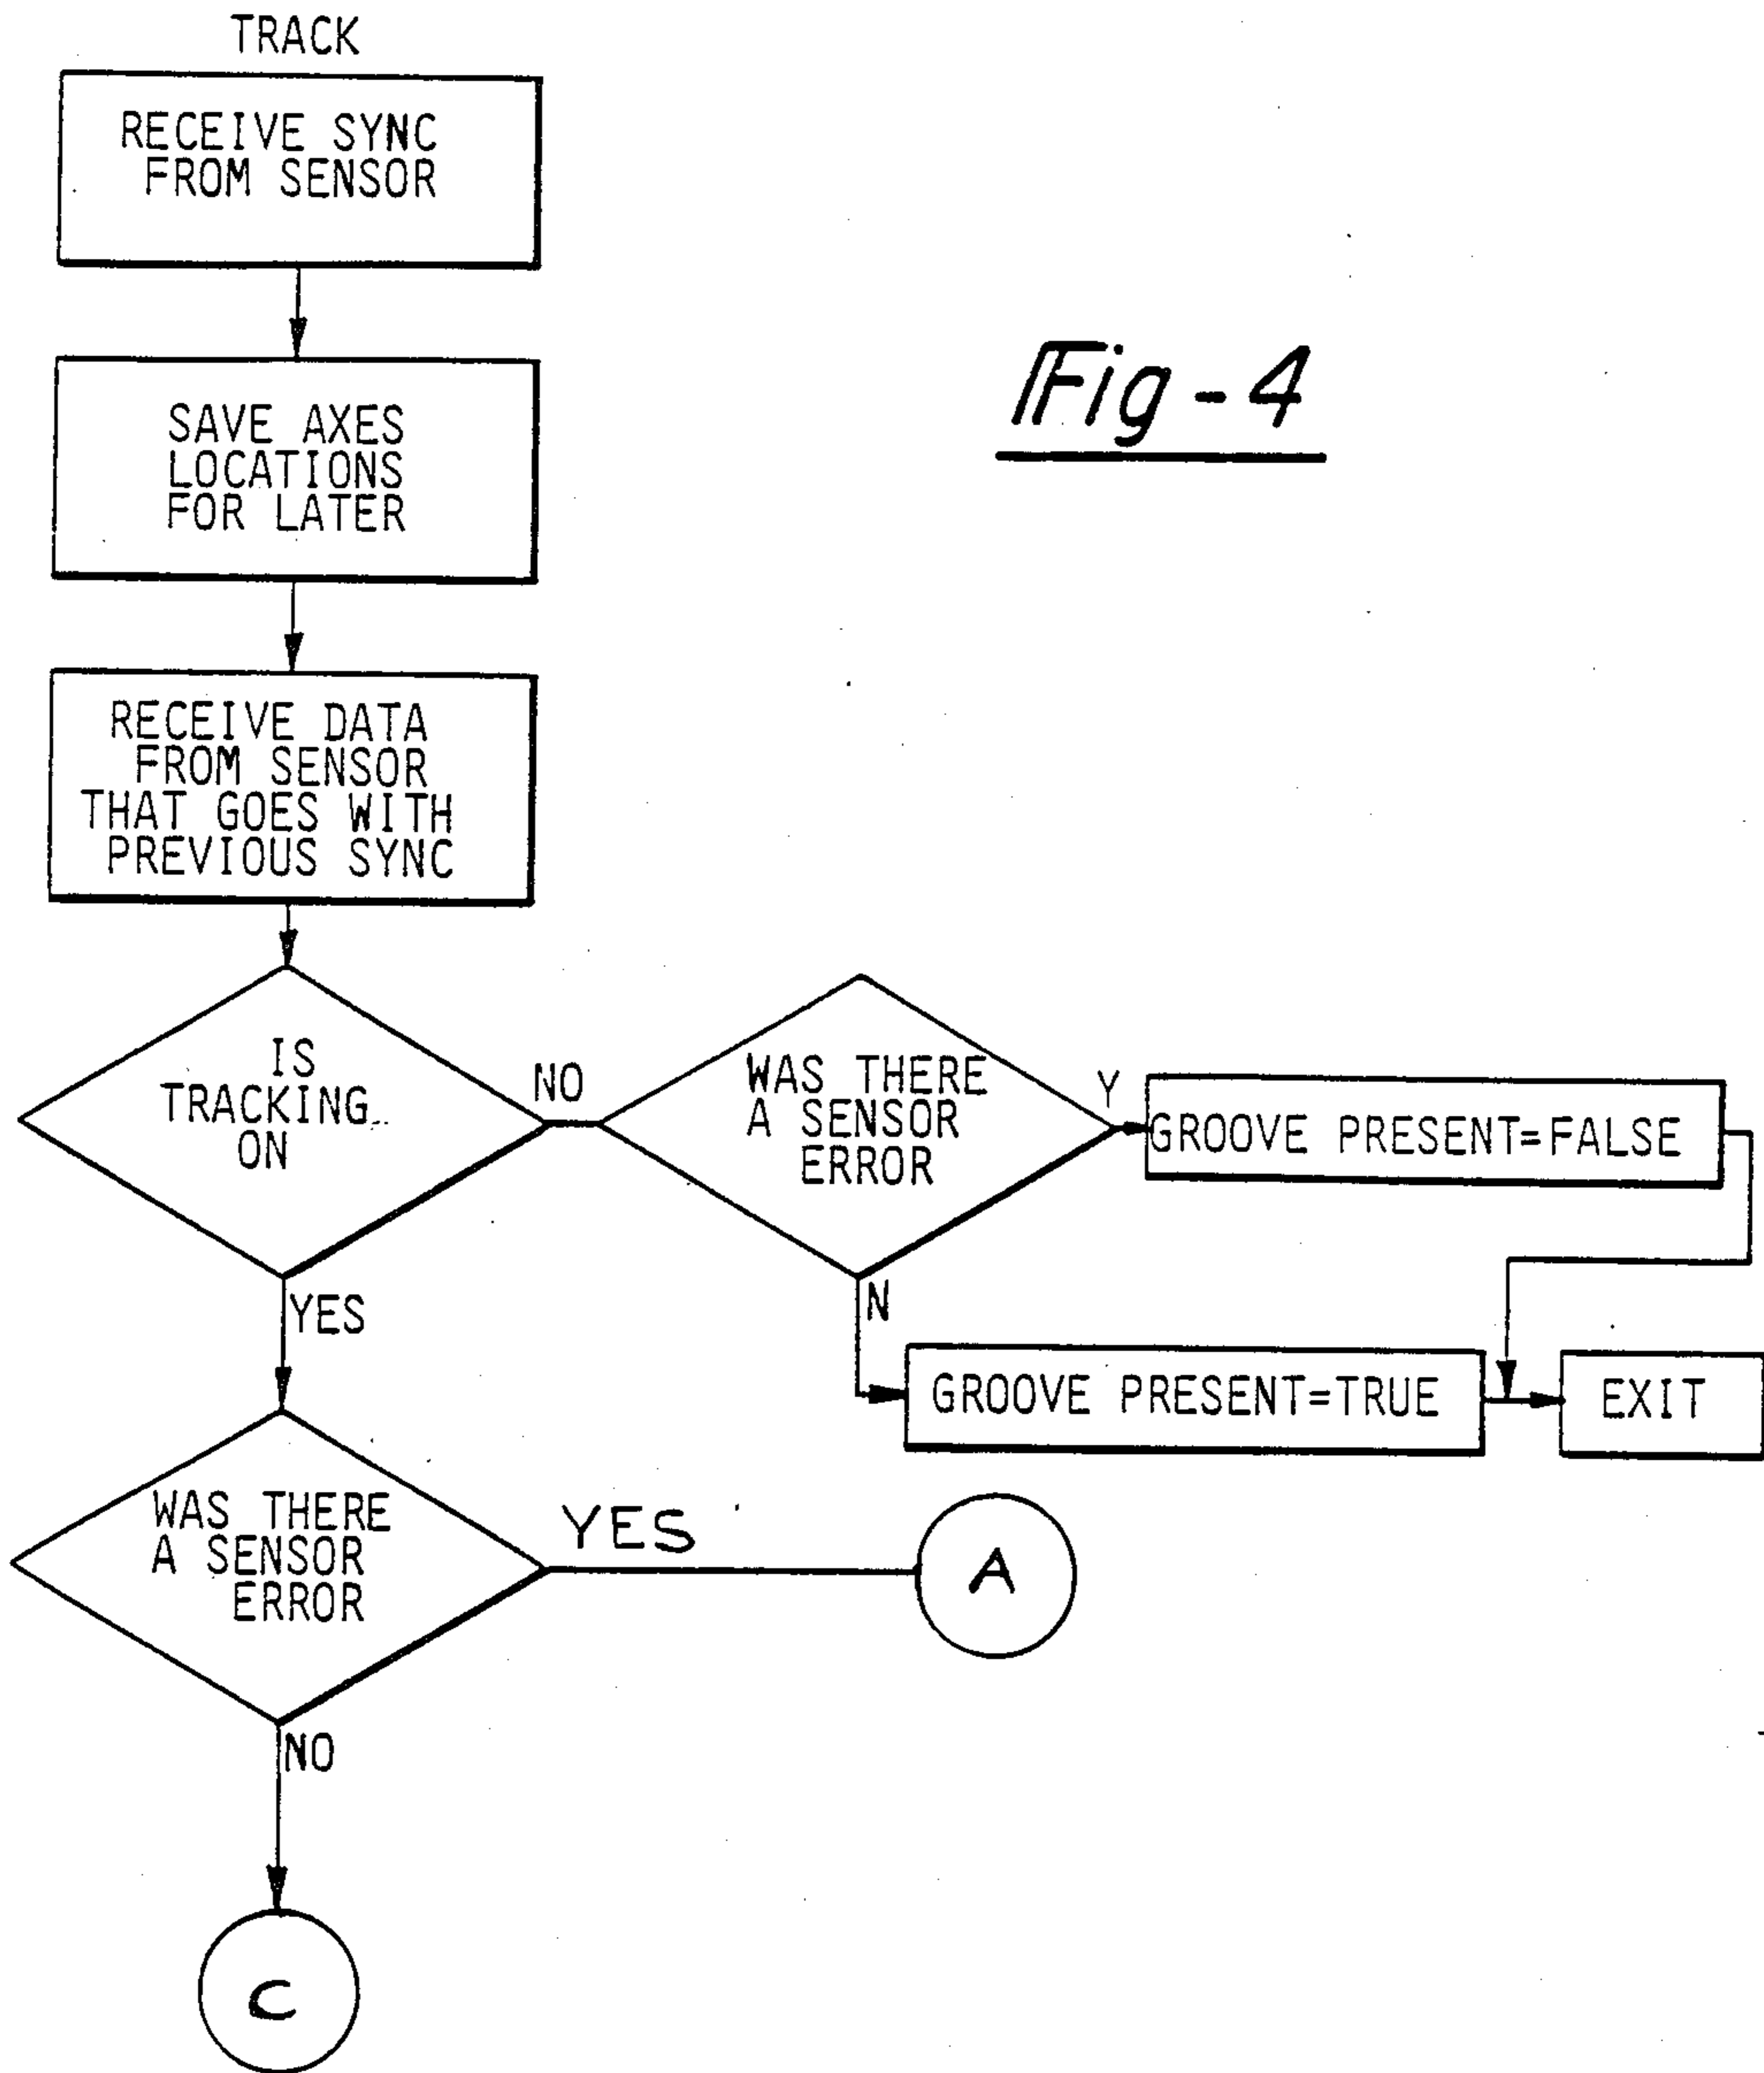 TRACK
RECEIVE SYNC
FROM SENSOR
Fig-4
SAVE AXES
LOCATIONS
FOR LATER
RECEIVE DATA
FROM SENSOR
THAT GOES WITH
PREVIOUS SYNC
IS
TRACKING
ON
NO
WAS THERE
A SENSOR
ERROR
Y
GROOVE PRESENT=FALSE
YES
N
GROOVE PRESENT=TRUE
EXIT
WAS THERE
A SENSOR
ERROR
YES
A
NO
C